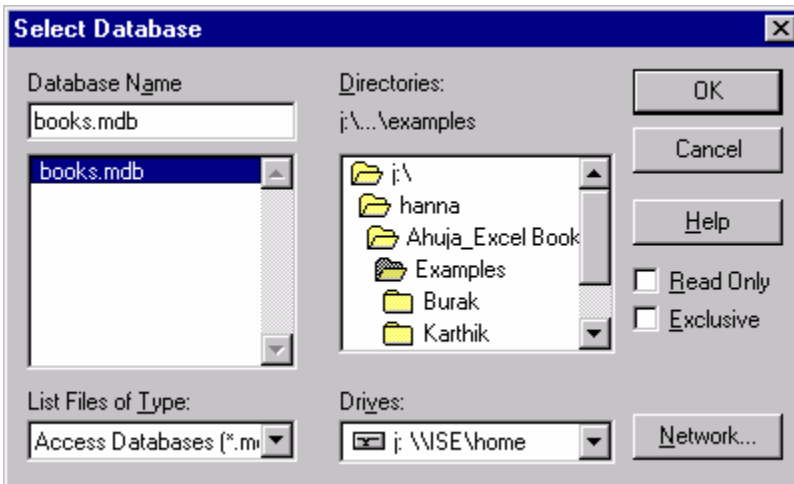 Select Database
Database Name
books.mdb
books.mdb
List Files of Type:
Access Databases (*.m
Directories:
j:\...\examples
j:\
hanna
Ahuja_Excel Book
Examples
Burak
Karthik
Drives:
j: \\ISE\home
OK
Cancel
Help
Read Only
Exclusive
Network...